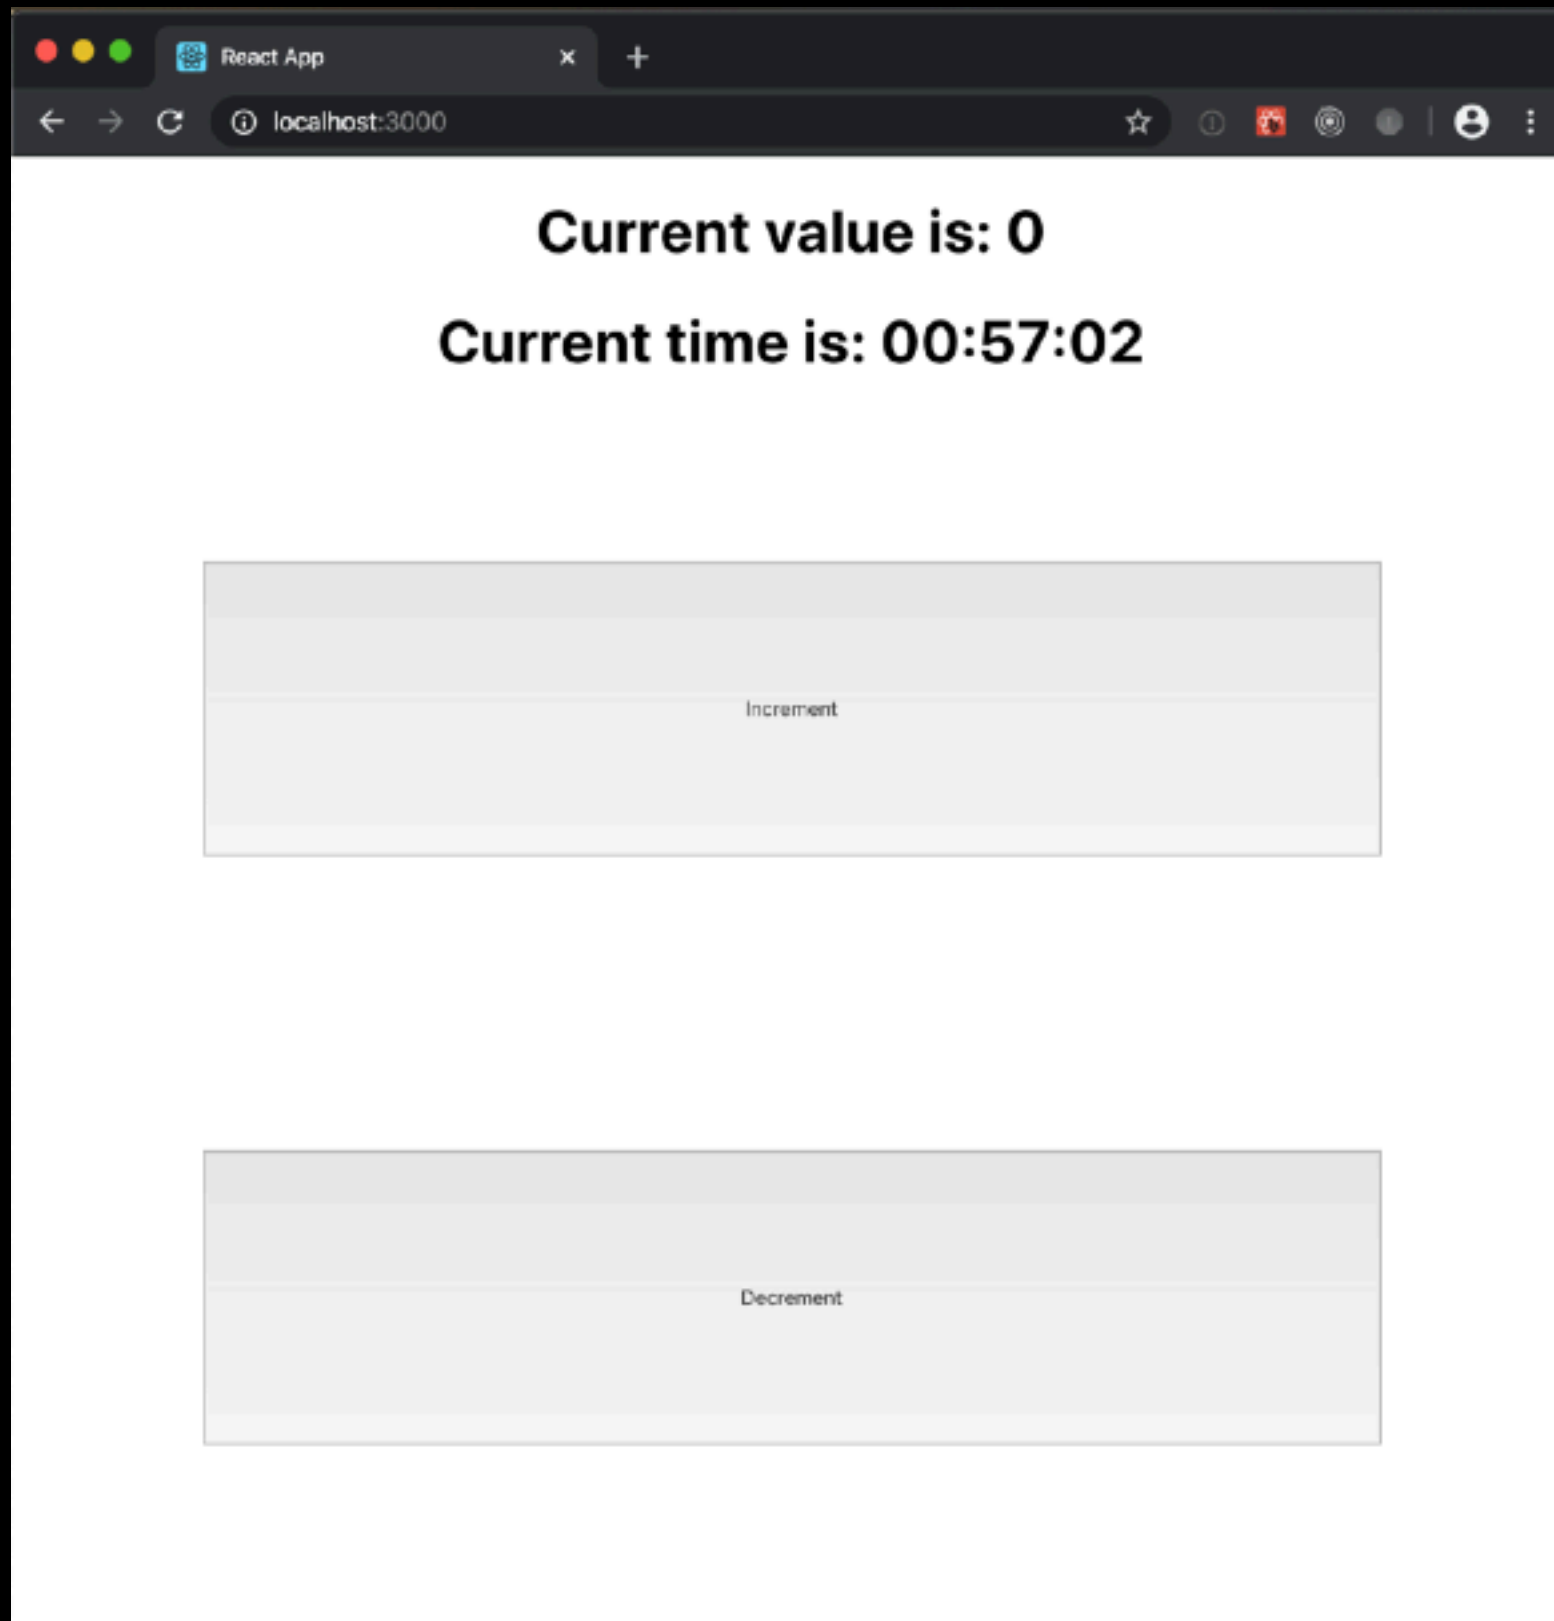 React App
localhost:3000
Current value is: 0
Current time is: 00:57:02
Increment
Decrement